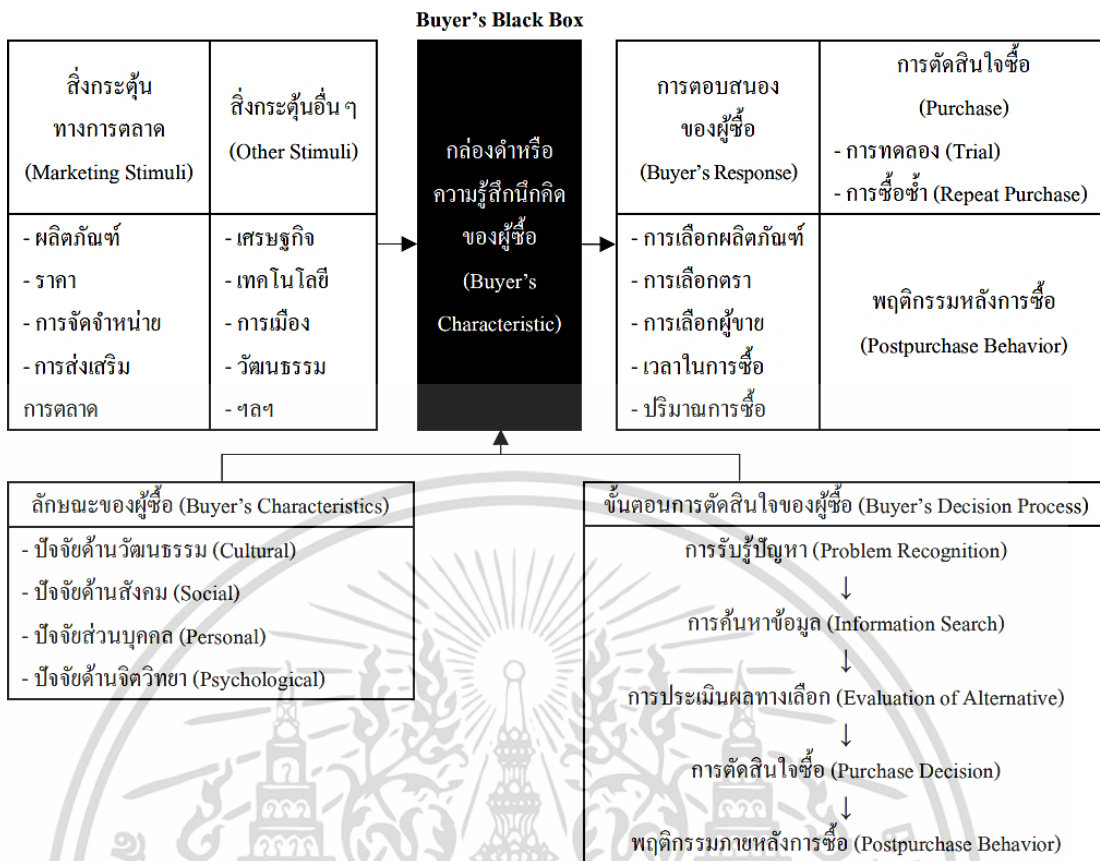 Buyer's Black Box
สิ่งกระตุ้น
ทางการตลาด
(Marketing Stimuli)
สิ่งกระตุ้นอื่น ๆ
(Other Stimuli)
- ผลิตภัณฑ์
- ราคา
- การจัดจำหน่าย
- การส่งเสริม
การตลาด
- เศรษฐกิจ
- เทคโนโลยี
- การเมือง
- วัฒนธรรม
- ฯลฯ
กล่องดำหรือ
ความรู้สึกนึกคิด
ของผู้ซื้อ
(Buyer's
Characteristic)
การตอบสนอง
ของผู้ซื้อ
(Buyer's Response)
การตัดสินใจซื้อ
(Purchase)
- การทดลอง (Trial)
- การซื้อซ้ำ (Repeat Purchase)
- การเลือกผลิตภัณฑ์
- การเลือกตรา
- การเลือกผู้ขาย
- เวลาในการซื้อ
- ปริมาณการซื้อ
พฤติกรรมหลังการซื้อ
(Postpurchase Behavior)
ลักษณะของผู้ซื้อ (Buyer's Characteristics)
- ปัจจัยด้านวัฒนธรรม (Cultural)
- ปัจจัยด้านสังคม (Social)
- ปัจจัยส่วนบุคคล (Personal)
- ปัจจัยด้านจิตวิทยา (Psychological)
ขั้นตอนการตัดสินใจของผู้ซื้อ (Buyer's Decision Process)
การรับรู้ปัญหา (Problem Recognition)
↓
การค้นหาข้อมูล (Information Search)
↓
การประเมินผลทางเลือก (Evaluation of Alternative)
↓
การตัดสินใจซื้อ (Purchase Decision)
↓
พฤติกรรมภายหลังการซื้อ (Postpurchase Behavior)